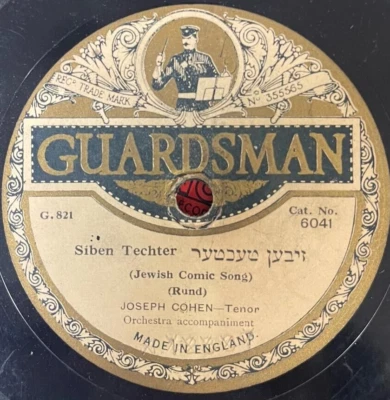 REGD. TRADE MARK Nº 355565
GUARDSMAN
G. 821
Cat. No.
6041
Siben Techter זיבען טעכטער
(Jewish Comic Song)
(Rund)
JOSEPH COHEN—Tenor
Orchestra accompaniment
MADE IN ENGLAND.